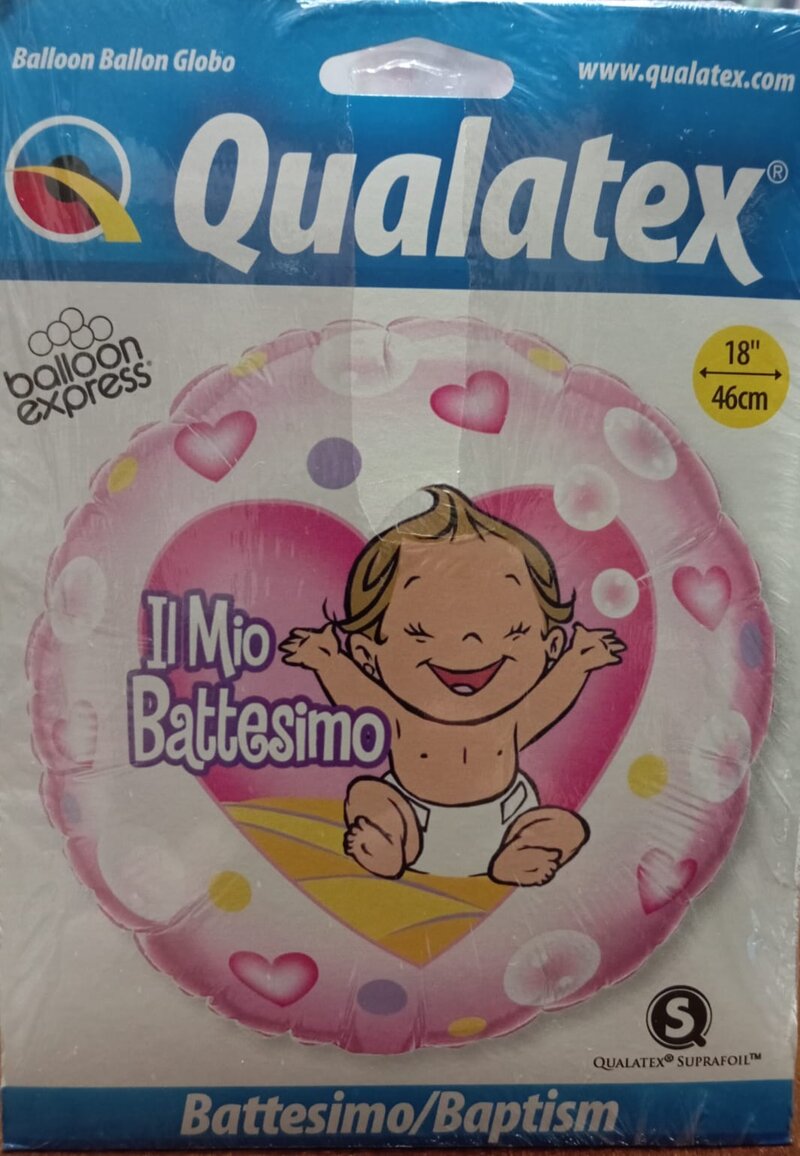 Balloon Ballon Globo
www.qualatex.com
Qualatex®
balloon
express®
18"
46cm
Il Mio
Battesimo
S
QUALATEX® SUPRAFOIL™
Battesimo/Baptism